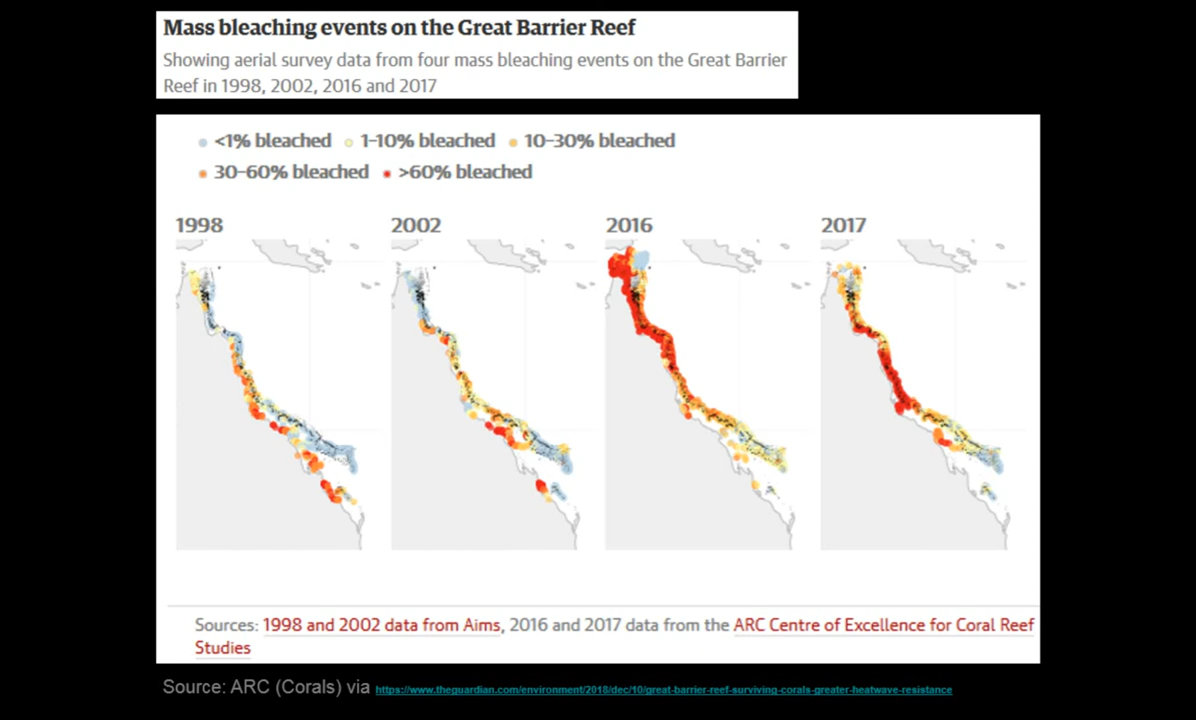 Mass bleaching events on the Great Barrier Reef
Showing aerial survey data from four mass bleaching events on the Great Barrier
Reef in 1998, 2002, 2016 and 2017
<1% bleached 1-10% bleached 10-30% bleached
30-60% bleached >60% bleached
1998 2002 2016 2017
Sources: 1998 and 2002 data from Aims, 2016 and 2017 data from the ARC Centre of Excellence for Coral Reef
Studies
Source: ARC (Corals) via https://www.theguardian.com/environment/2018/dec/10/great-barrier-reef-surviving-corals-greater-heatwave-resistance